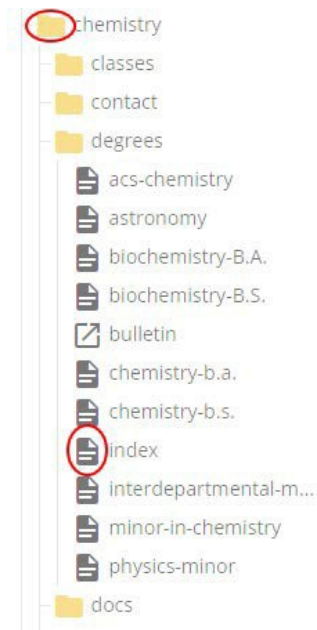 chemistry
classes
contact
degrees
acs-chemistry
astronomy
biochemistry-B.A.
biochemistry-B.S.
bulletin
chemistry-b.a.
chemistry-b.s.
index
interdepartmental-m...
minor-in-chemistry
physics-minor
docs